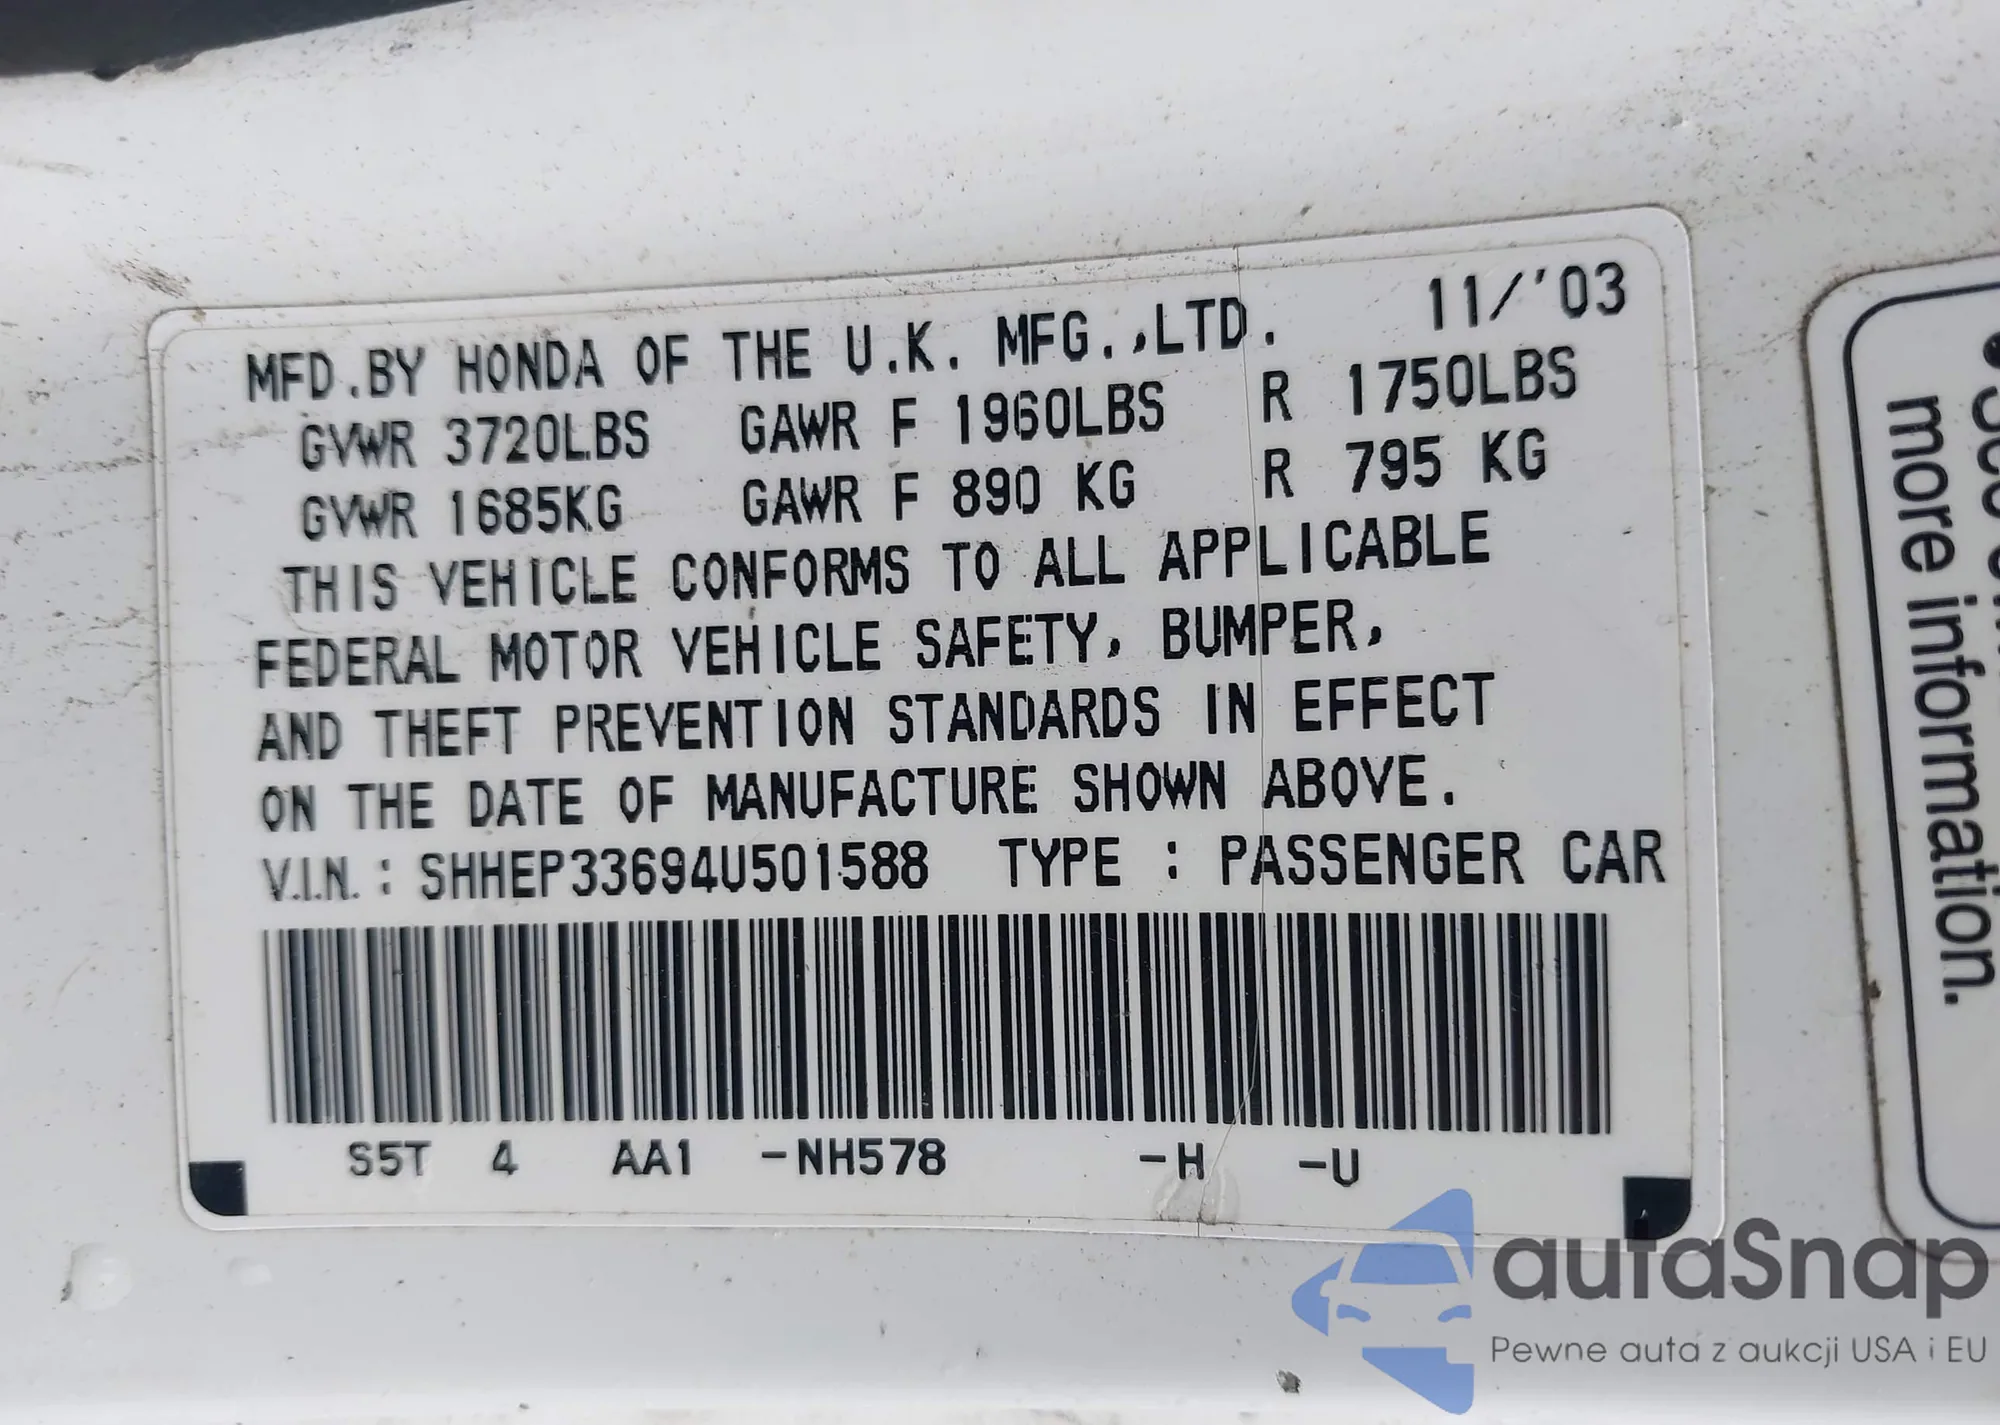 MFD.BY HONDA OF THE U.K. MFG.,LTD. 11/'03
GVWR 3720LBS GAWR F 1960LBS R 1750LBS
GVWR 1685KG GAWR F 890 KG R 795 KG
THIS VEHICLE CONFORMS TO ALL APPLICABLE
FEDERAL MOTOR VEHICLE SAFETY, BUMPER,
AND THEFT PREVENTION STANDARDS IN EFFECT
ON THE DATE OF MANUFACTURE SHOWN ABOVE.
V.I.N.: SHHEP33694U501588 TYPE : PASSENGER CAR
S5T 4 AA1 -NH578 -H -U
more information.
autaSnap
Pewne auta z aukcji USA i EU